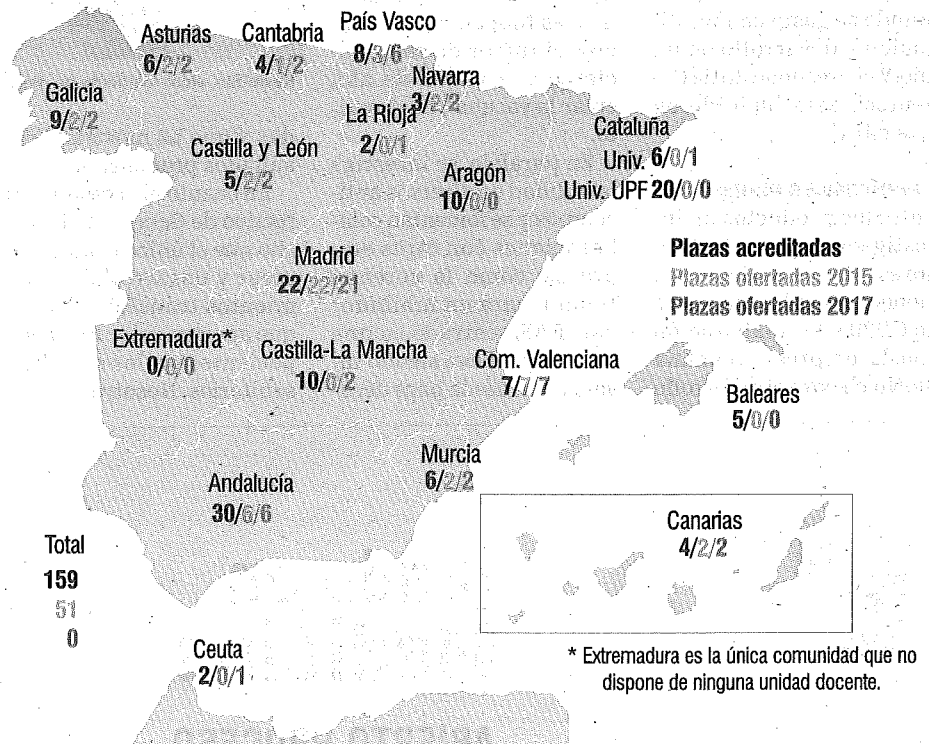 País Vasco
8/3/6
Asturias
6/2/2
Cantabria
4/1/2
Navarra
3/2/2
Galicia
9/2/2
La Rioja
2/0/1
Cataluña
Univ. 6/0/1
Univ. UPF 20/0/0
Castilla y León
5/2/2
Aragón
10/0/0
Plazas acreditadas
Plazas ofertadas 2015
Plazas ofertadas 2017
Madrid
22/22/21
Extremadura*
0/0/0
Castilla-La Mancha
10/0/2
Com. Valenciana
7/7/7
Baleares
5/0/0
Murcia
6/2/2
Andalucía
30/6/6
Canarias
4/2/2
Total
159
51
0
Ceuta
2/0/1
* Extremadura es la única comunidad que no
dispone de ninguna unidad docente.